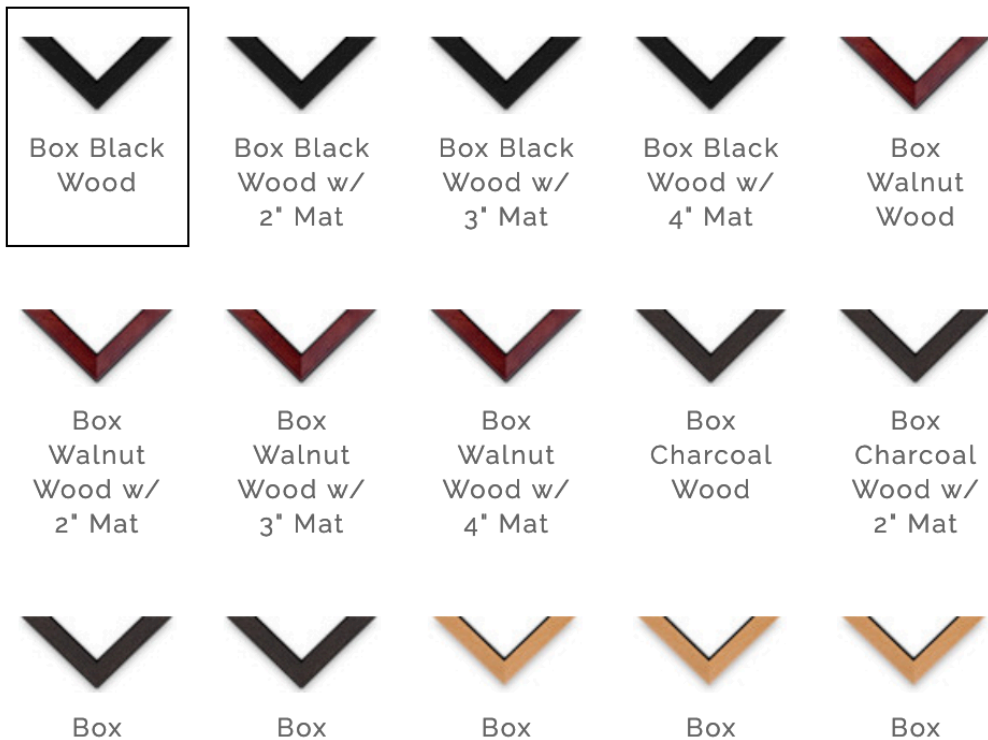 Box Black
Wood
Box Black
Wood w/
2" Mat
Box Black
Wood w/
3" Mat
Box Black
Wood w/
4" Mat
Box
Walnut
Wood
Box
Walnut
Wood w/
2" Mat
Box
Walnut
Wood w/
3" Mat
Box
Walnut
Wood w/
4" Mat
Box
Charcoal
Wood
Box
Charcoal
Wood w/
2" Mat
Box
Box
Box
Box
Box